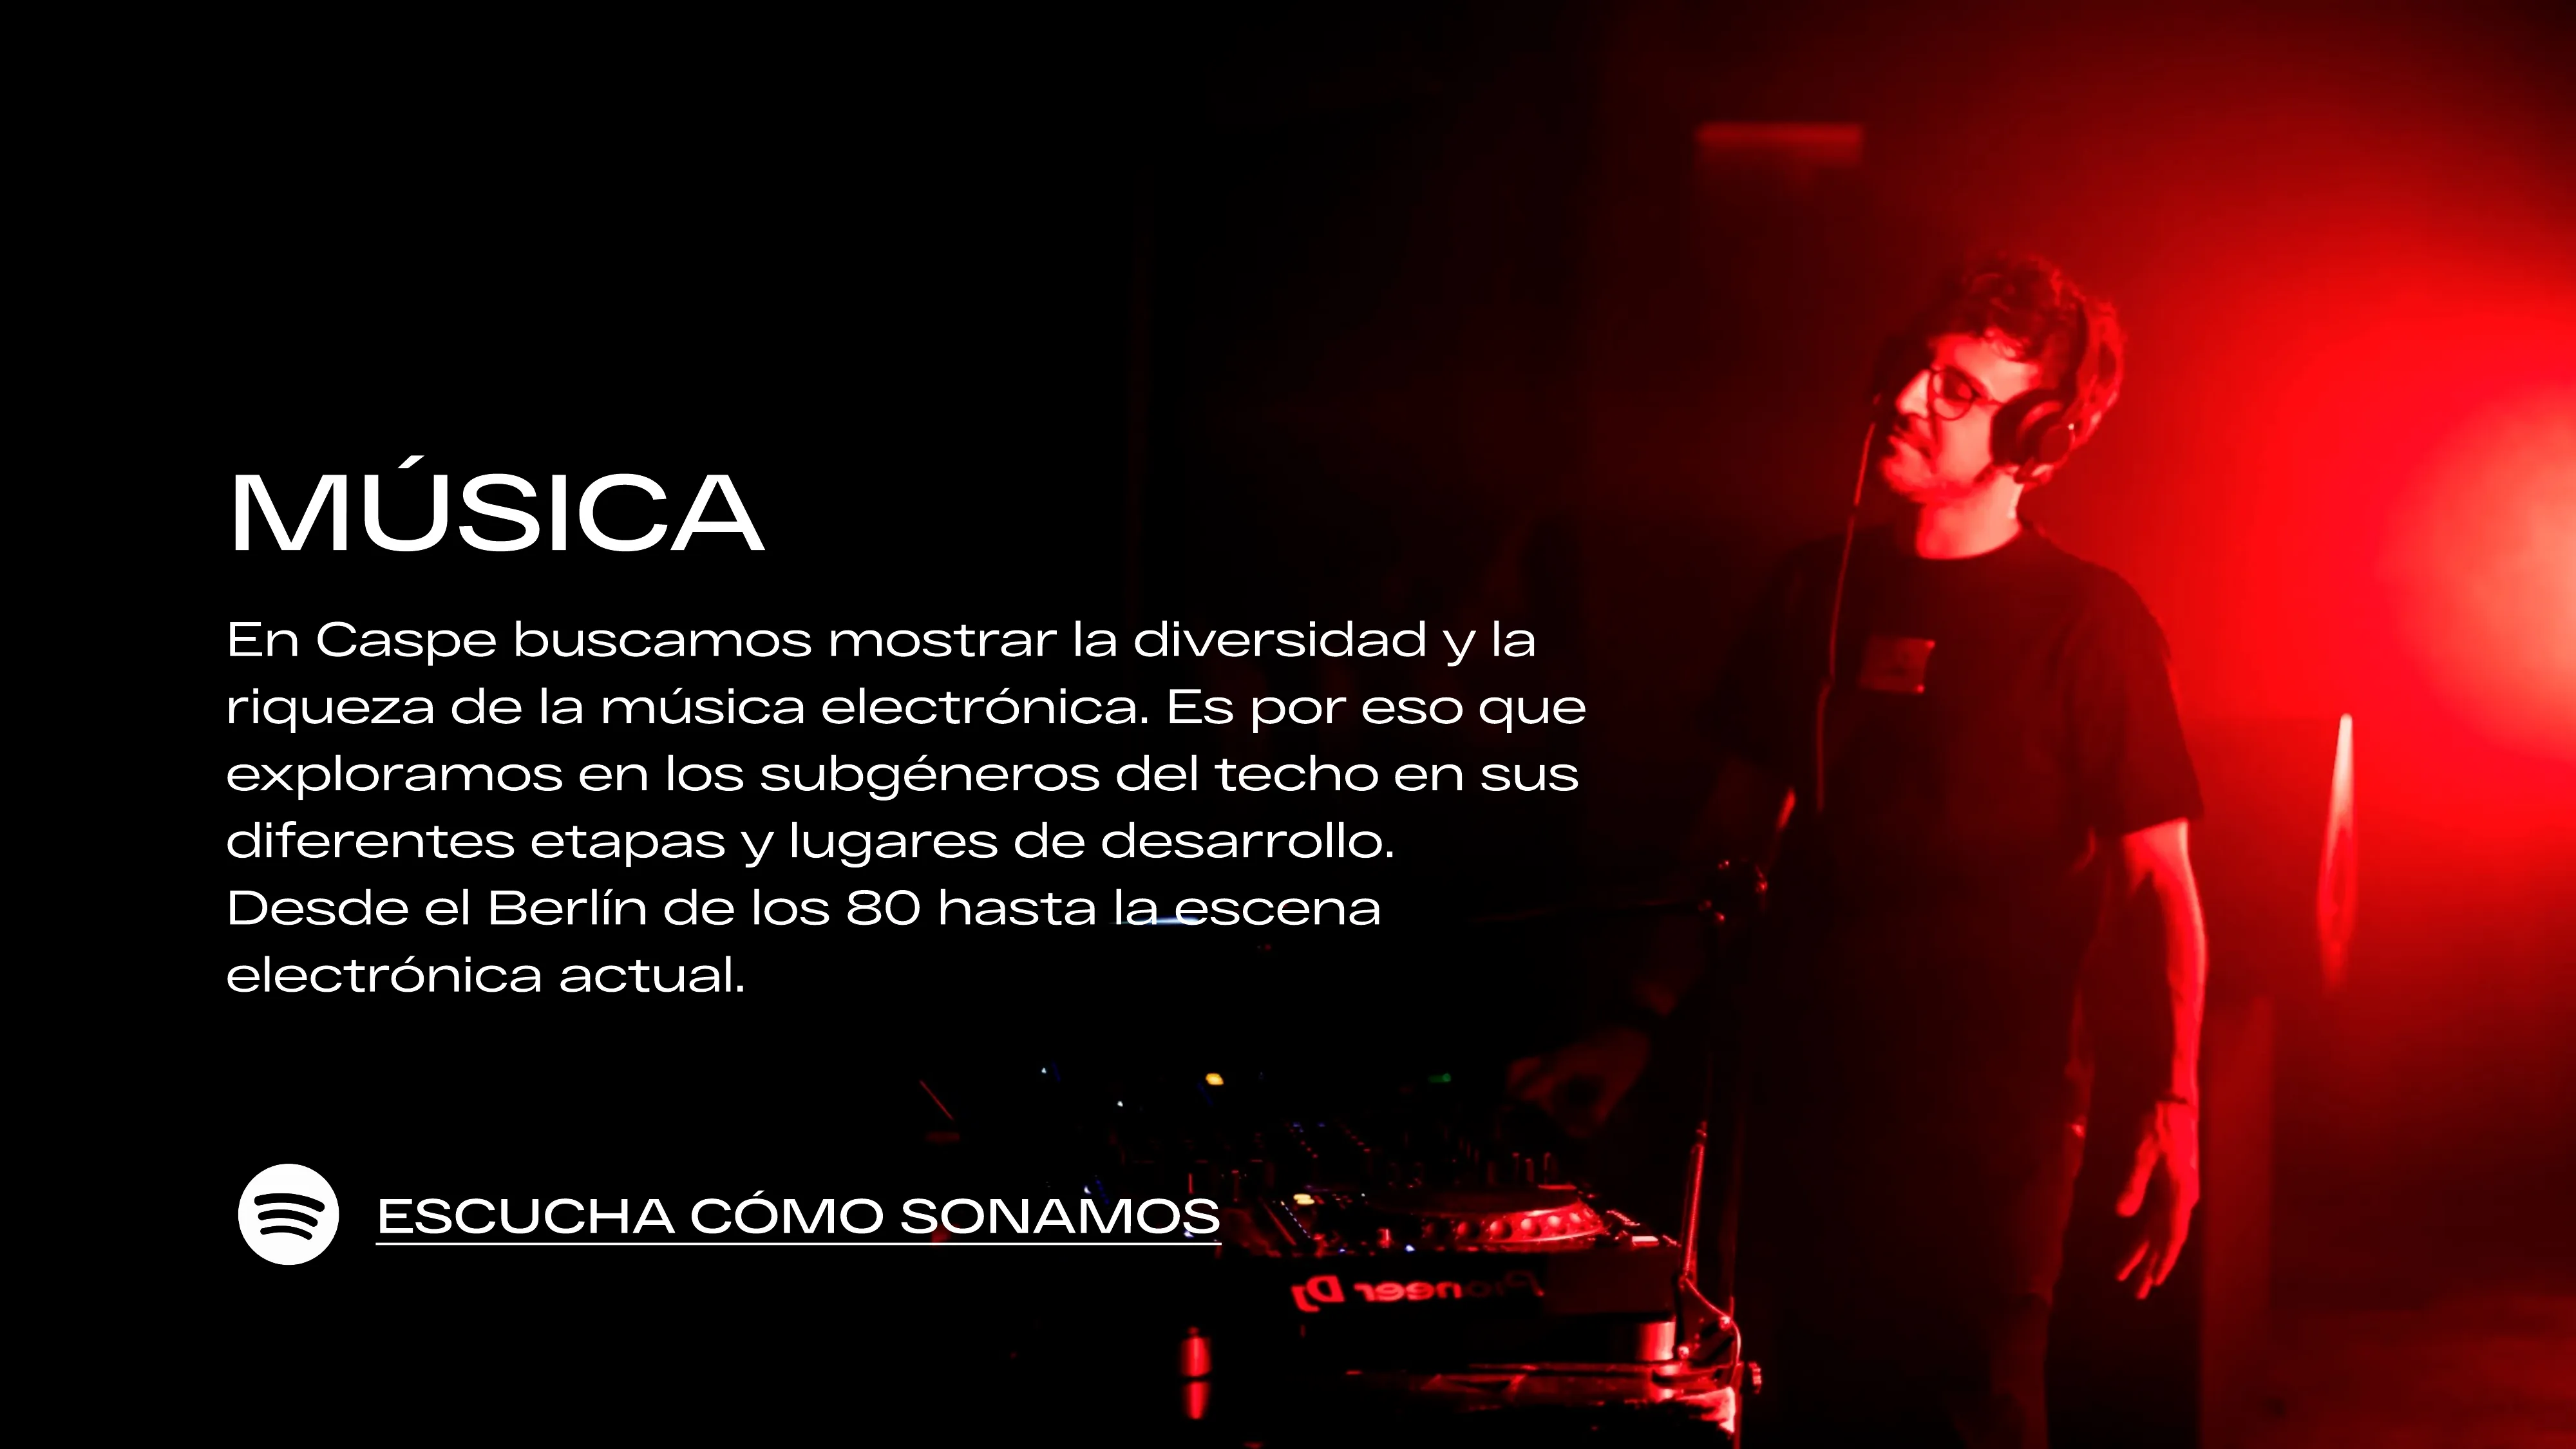 MÚSICA
En Caspe buscamos mostrar la diversidad y la
riqueza de la música electrónica. Es por eso que
exploramos en los subgéneros del techo en sus
diferentes etapas y lugares de desarrollo.
Desde el Berlín de los 80 hasta la escena
electrónica actual.
ESCUCHA CÓMO SONAMOS
Pioneer Dj